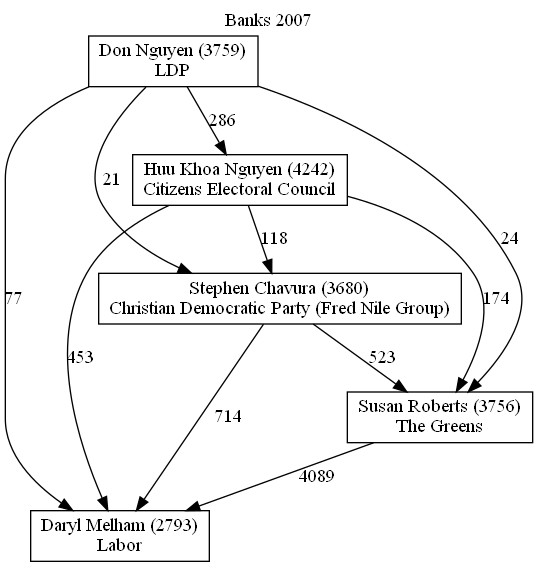 Banks 2007
Don Nguyen (3759)
LDP
286
Huu Khoa Nguyen (4242)
Citizens Electoral Council
21
24
118
Stephen Chavura (3680)
Christian Democratic Party (Fred Nile Group)
77
174
453
523
714
Susan Roberts (3756)
The Greens
4089
Daryl Melham (2793)
Labor